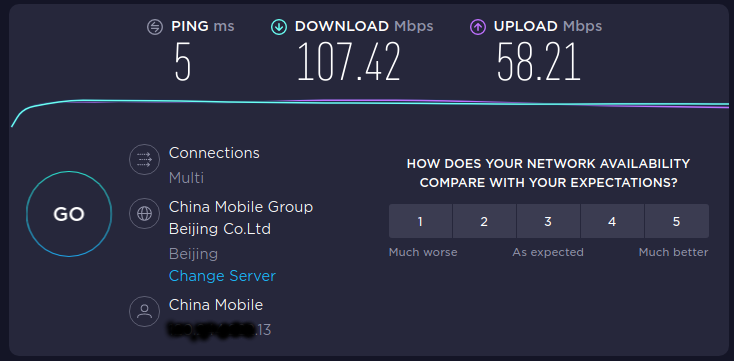 PING ms
DOWNLOAD Mbps
UPLOAD Mbps
5
107.42
58.21
GO
Connections
Multi
China Mobile Group
Beijing Co.Ltd
Beijing
Change Server
China Mobile
.13
HOW DOES YOUR NETWORK AVAILABILITY
COMPARE WITH YOUR EXPECTATIONS?
1 2 3 4 5
Much worse As expected Much better